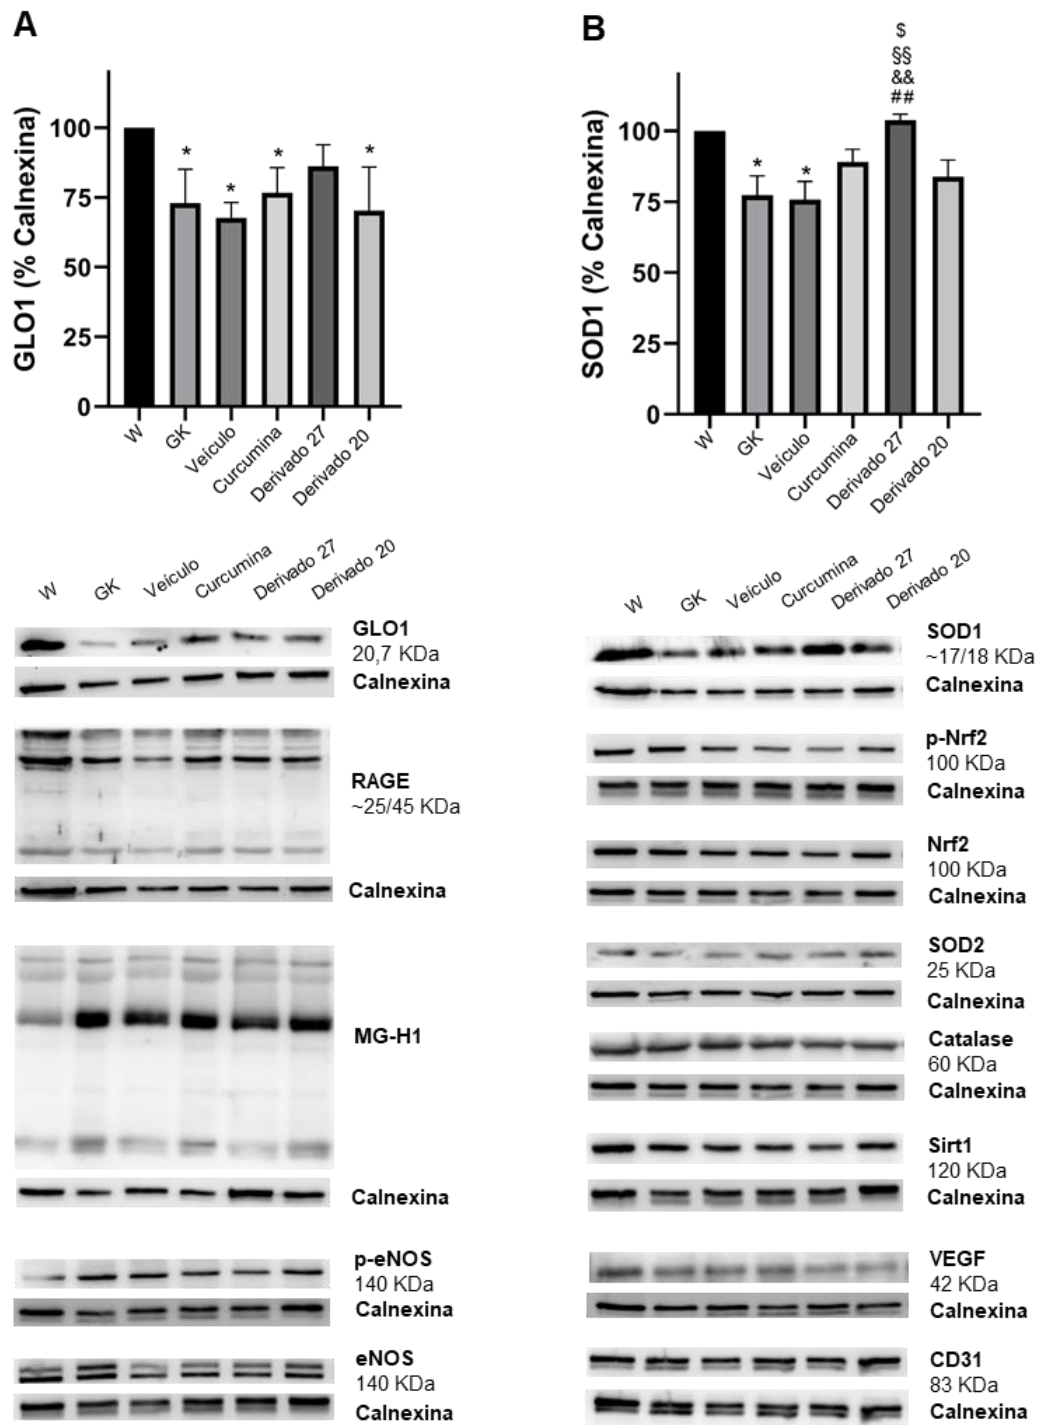 A
GLO1 (% Calnexina)
100
75
50
25
0
*
*
*
*
W
GK
Veículo
Curcumina
Derivado 27
Derivado 20
B
SOD1 (% Calnexina)
100
75
50
25
0
*
*
$
§§
&&
##
W
GK
Veículo
Curcumina
Derivado 27
Derivado 20
W
GK
Veículo
Curcumina
Derivado 27
Derivado 20
GLO1
20,7 KDa
Calnexina
RAGE
~25/45 KDa
Calnexina
MG-H1
Calnexina
p-eNOS
140 KDa
Calnexina
eNOS
140 KDa
Calnexina
W
GK
Veículo
Curcumina
Derivado 27
Derivado 20
SOD1
~17/18 KDa
Calnexina
p-Nrf2
100 KDa
Calnexina
Nrf2
100 KDa
Calnexina
SOD2
25 KDa
Calnexina
Catalase
60 KDa
Calnexina
Sirt1
120 KDa
Calnexina
VEGF
42 KDa
Calnexina
CD31
83 KDa
Calnexina